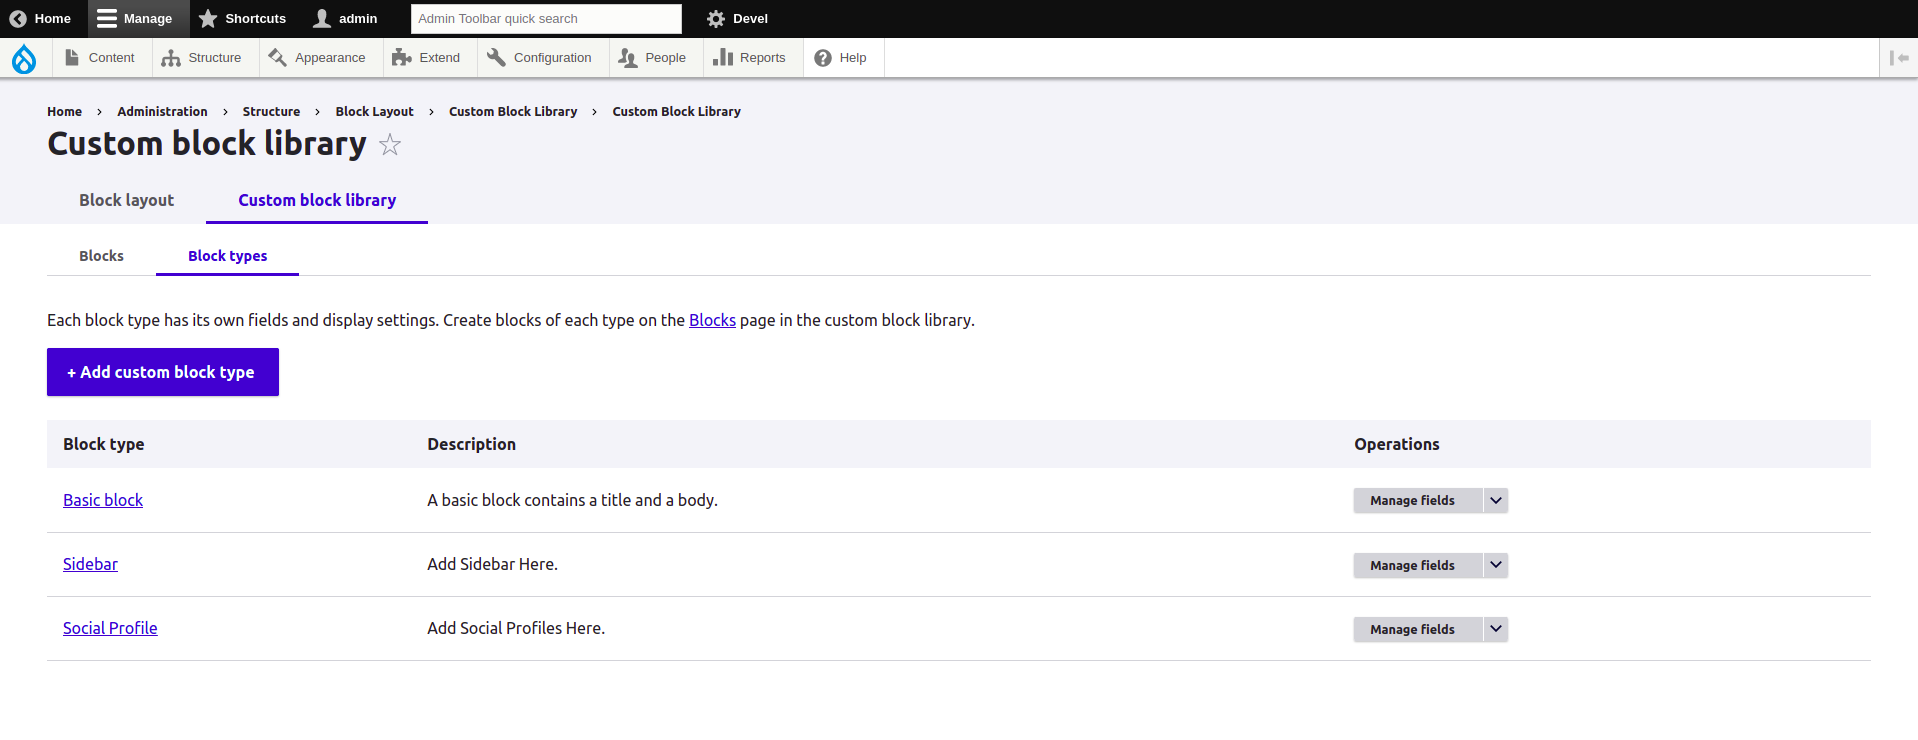 Home Manage Shortcuts admin Admin Toolbar quick search Devel
Content Structure Appearance Extend Configuration People Reports Help
Home › Administration › Structure › Block Layout › Custom Block Library › Custom Block Library
Custom block library
Block layout Custom block library
Blocks Block types
Each block type has its own fields and display settings. Create blocks of each type on the Blocks page in the custom block library.
+ Add custom block type
Block type Description Operations
Basic block A basic block contains a title and a body. Manage fields
Sidebar Add Sidebar Here. Manage fields
Social Profile Add Social Profiles Here. Manage fields